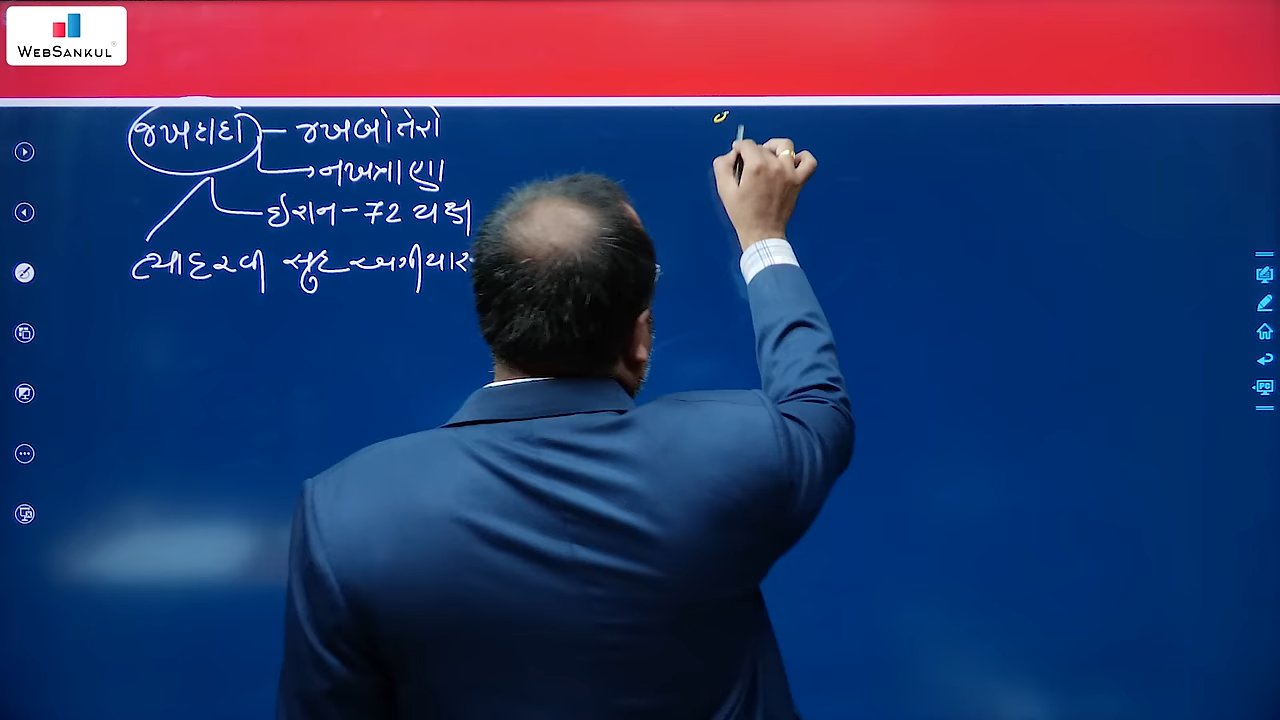 WEBSANKUL
જખદાદા - જખબોતેરો
નખત્રાણા
ઈરાન - 72 યક્ષ
ભાદરવી સુદ અગીયાર